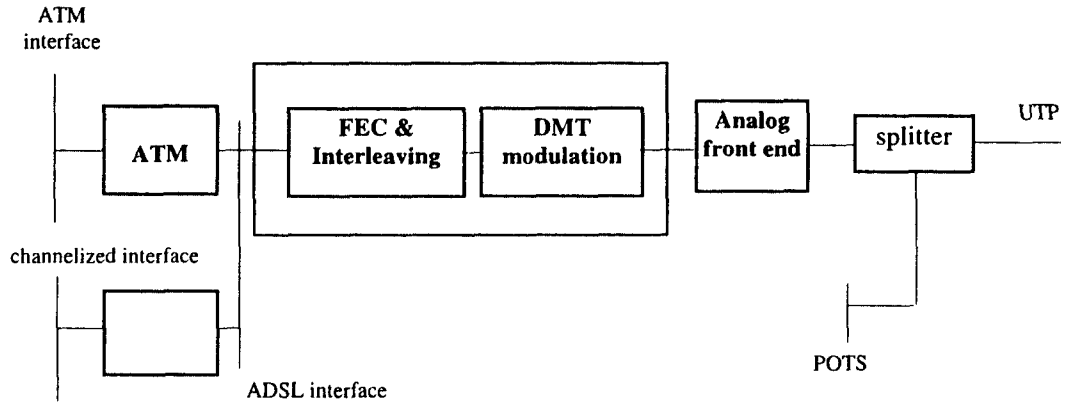 ATM
interface
ATM
FEC &
Interleaving
DMT
modulation
Analog
front end
splitter
UTP
channelized interface
ADSL interface
POTS